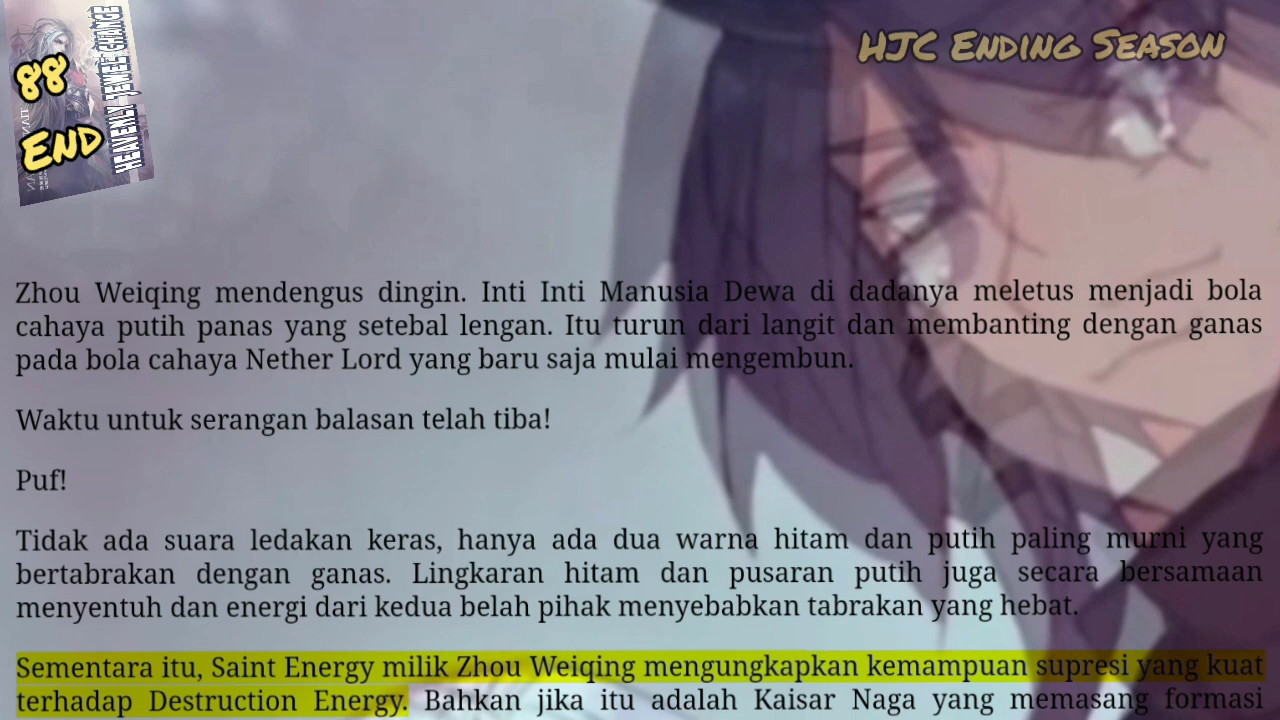 88
END
HEAVENLY JEWEL CHANGE
HJC Ending Season
Zhou Weiqing mendengus dingin. Inti Inti Manusia Dewa di dadanya meletus menjadi bola
cahaya putih panas yang setebal lengan. Itu turun dari langit dan membanting dengan ganas
pada bola cahaya Nether Lord yang baru saja mulai mengembun.
Waktu untuk serangan balasan telah tiba!
Puf!
Tidak ada suara ledakan keras, hanya ada dua warna hitam dan putih paling murni yang
bertabrakan dengan ganas. Lingkaran hitam dan pusaran putih juga secara bersamaan
menyentuh dan energi dari kedua belah pihak menyebabkan tabrakan yang hebat.
Sementara itu, Saint Energy milik Zhou Weiqing mengungkapkan kemampuan supresi yang kuat
terhadap Destruction Energy. Bahkan jika itu adalah Kaisar Naga yang memasang formasi